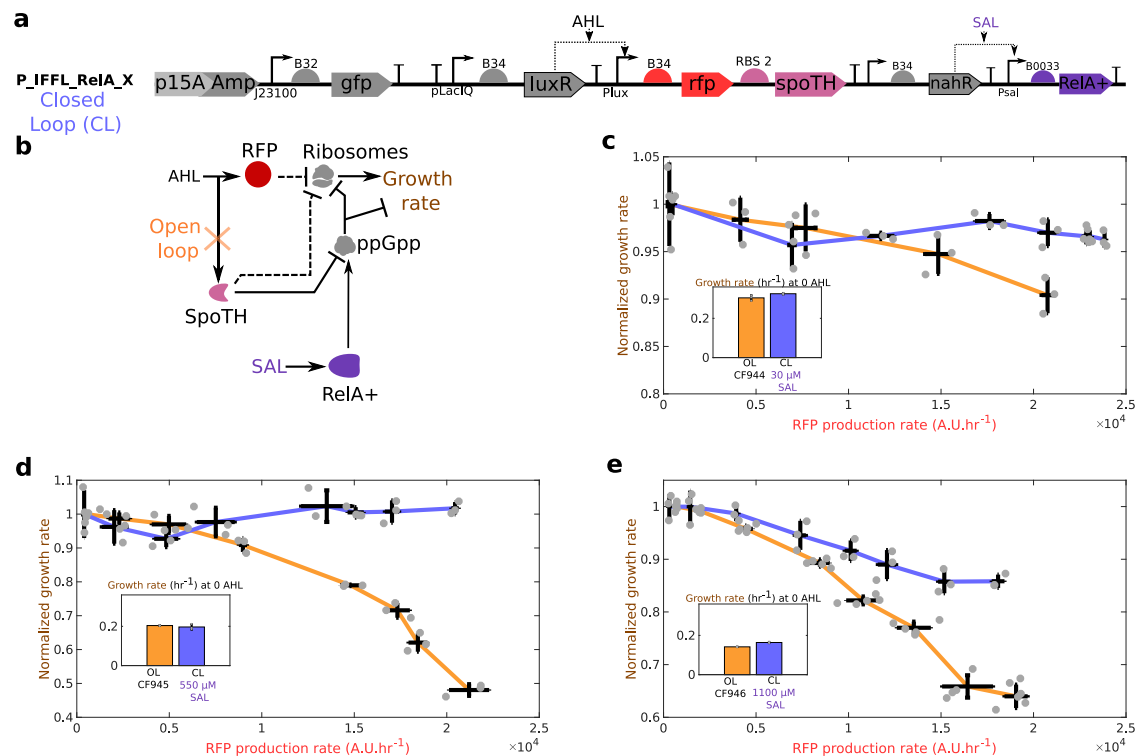 a
P_IFFL_RelA_X
Closed
Loop (CL)
p15A
Amp
J23100
B32
gfp
pLacIQ
B34
luxR
AHL
Plux
B34
rfp
RBS 2
spoTH
B34
nahR
SAL
Psal
B0033
RelA+
b
RFP
Ribosomes
AHL
Growth
rate
Open
loop
ppGpp
SpoTH
SAL
RelA+
c
Normalized growth rate
1.05
1
0.95
0.9
0.85
0.8
Growth rate (hr-1) at 0 AHL
0.2
0
OL
CF944
CL
30 µM
SAL
0 0.5 1 1.5 2 2.5
×10⁴
RFP production rate (A.U.hr-1)
d
Normalized growth rate
1.1
1
0.9
0.8
0.7
0.6
0.5
0.4
Growth rate (hr-1) at 0 AHL
0.2
0
OL
CF945
CL
550 µM
SAL
0 0.5 1 1.5 2 2.5
×10⁴
RFP production rate (A.U.hr-1)
e
Normalized growth rate
1
0.9
0.8
0.7
0.6
Growth rate (hr-1) at 0 AHL
0.2
0
OL
CF946
CL
1100 µM
SAL
0 0.5 1 1.5 2 2.5
×10⁴
RFP production rate (A.U.hr-1)